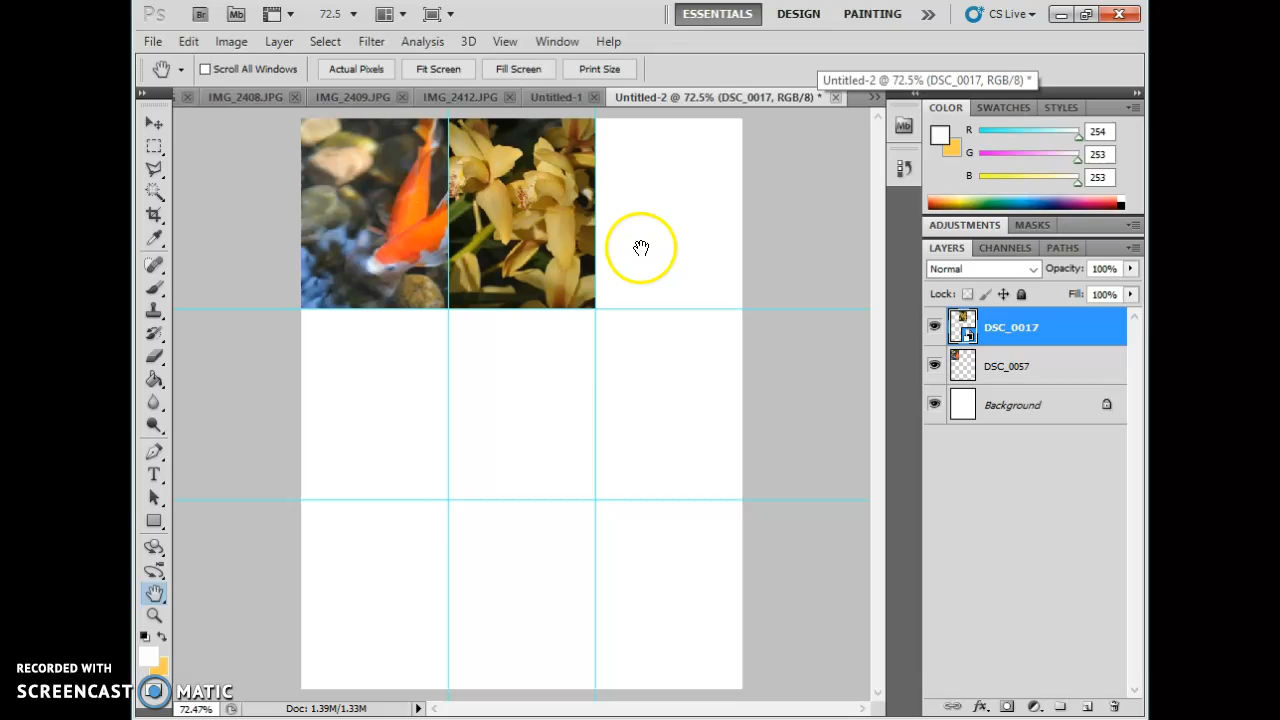 Ps Br Mb 72.5 ESSENTIALS DESIGN PAINTING CS Live
File Edit Image Layer Select Filter Analysis 3D View Window Help
Scroll All Windows Actual Pixels Fit Screen Fill Screen Print Size
Untitled-2 @ 72.5% (DSC_0017, RGB/8) *
IMG_2408.JPG IMG_2409.JPG IMG_2412.JPG Untitled-1 Untitled-2 @ 72.5% (DSC_0017, RGB/8) *
COLOR SWATCHES STYLES
Mb
R 254
G 253
B 253
ADJUSTMENTS MASKS
LAYERS CHANNELS PATHS
Normal Opacity: 100%
Lock: Fill: 100%
DSC_0017
DSC_0057
Background
T
RECORDED WITH
SCREENCAST MATIC
72.47% Doc: 1.39M/1.33M
fx